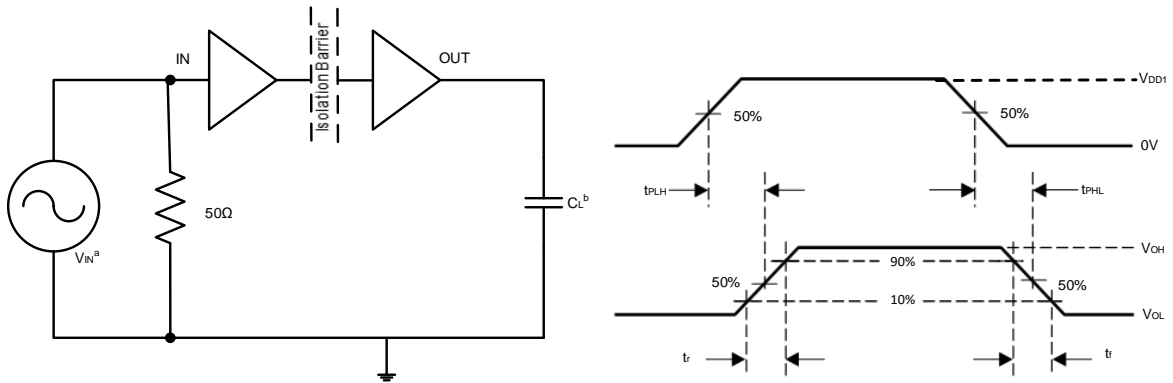 IN
Isolation Barrier
OUT
50Ω
VINa
CLb
VDD1
50%
50%
0V
tPLH
tPHL
VOH
90%
50%
50%
10%
VOL
tr
tf